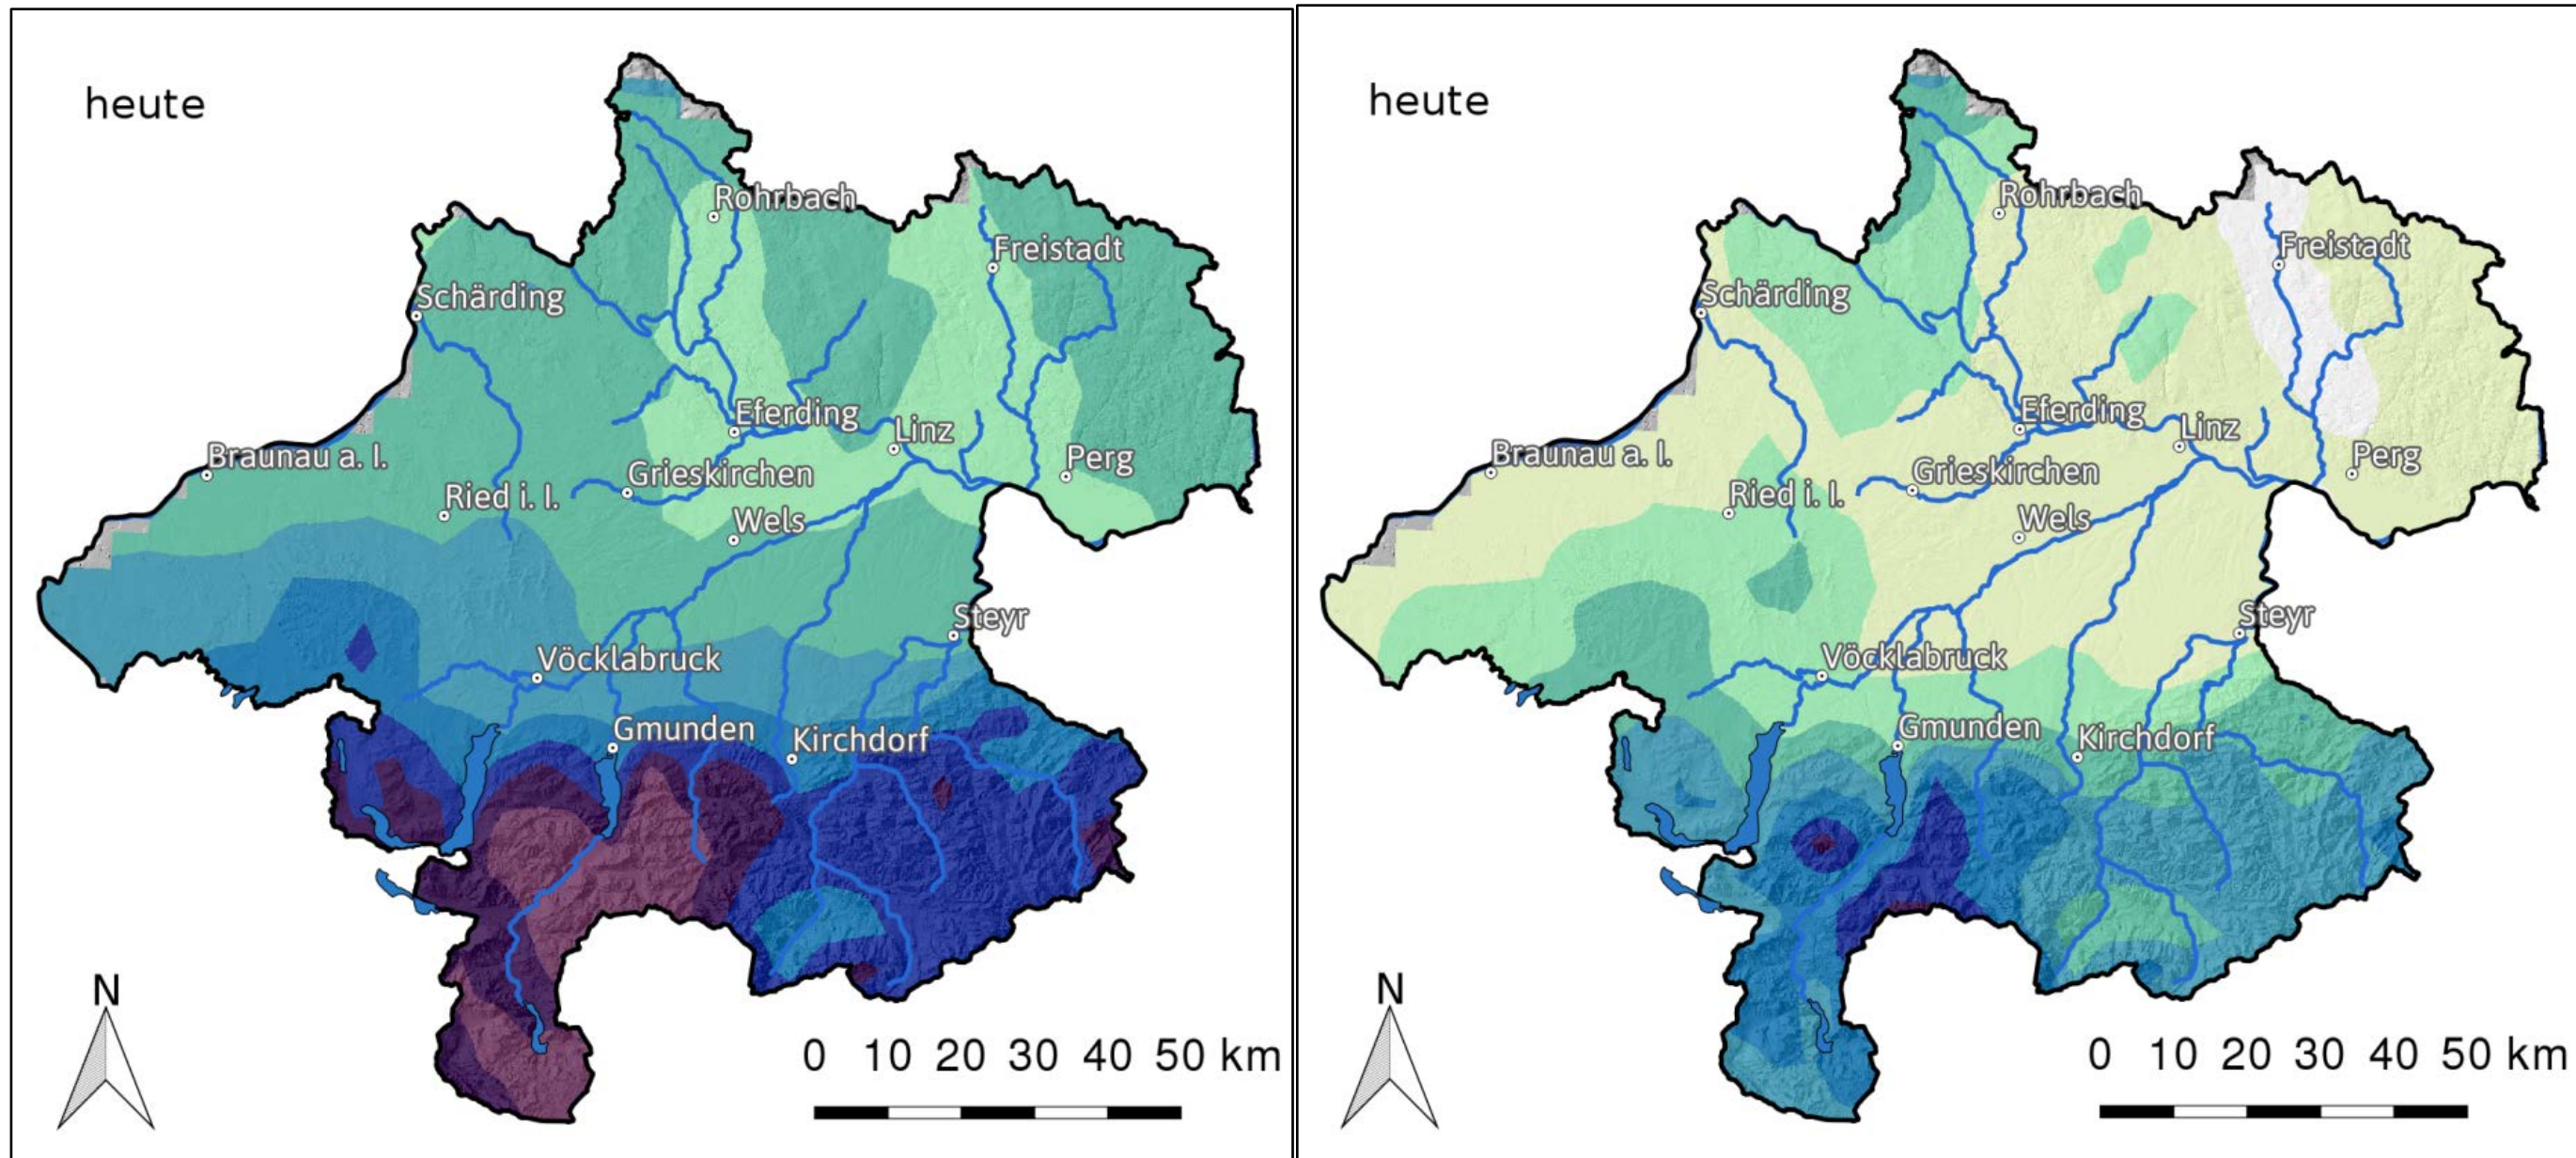 heute
Rohrbach
Freistadt
Schärding
Eferding
Linz
Braunau a. I.
Grieskirchen
Perg
Ried i. I.
Wels
Steyr
Vöcklabruck
Gmunden
Kirchdorf
N
0 10 20 30 40 50 km
heute
Rohrbach
Freistadt
Schärding
Eferding
Linz
Braunau a. I.
Grieskirchen
Perg
Ried i. I.
Wels
Steyr
Vöcklabruck
Gmunden
Kirchdorf
N
0 10 20 30 40 50 km